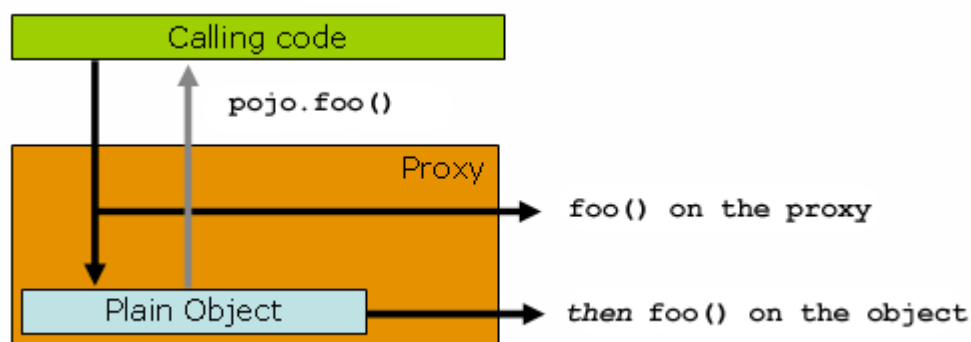 Calling code
pojo.foo()
Proxy
foo() on the proxy
Plain Object
then foo() on the object